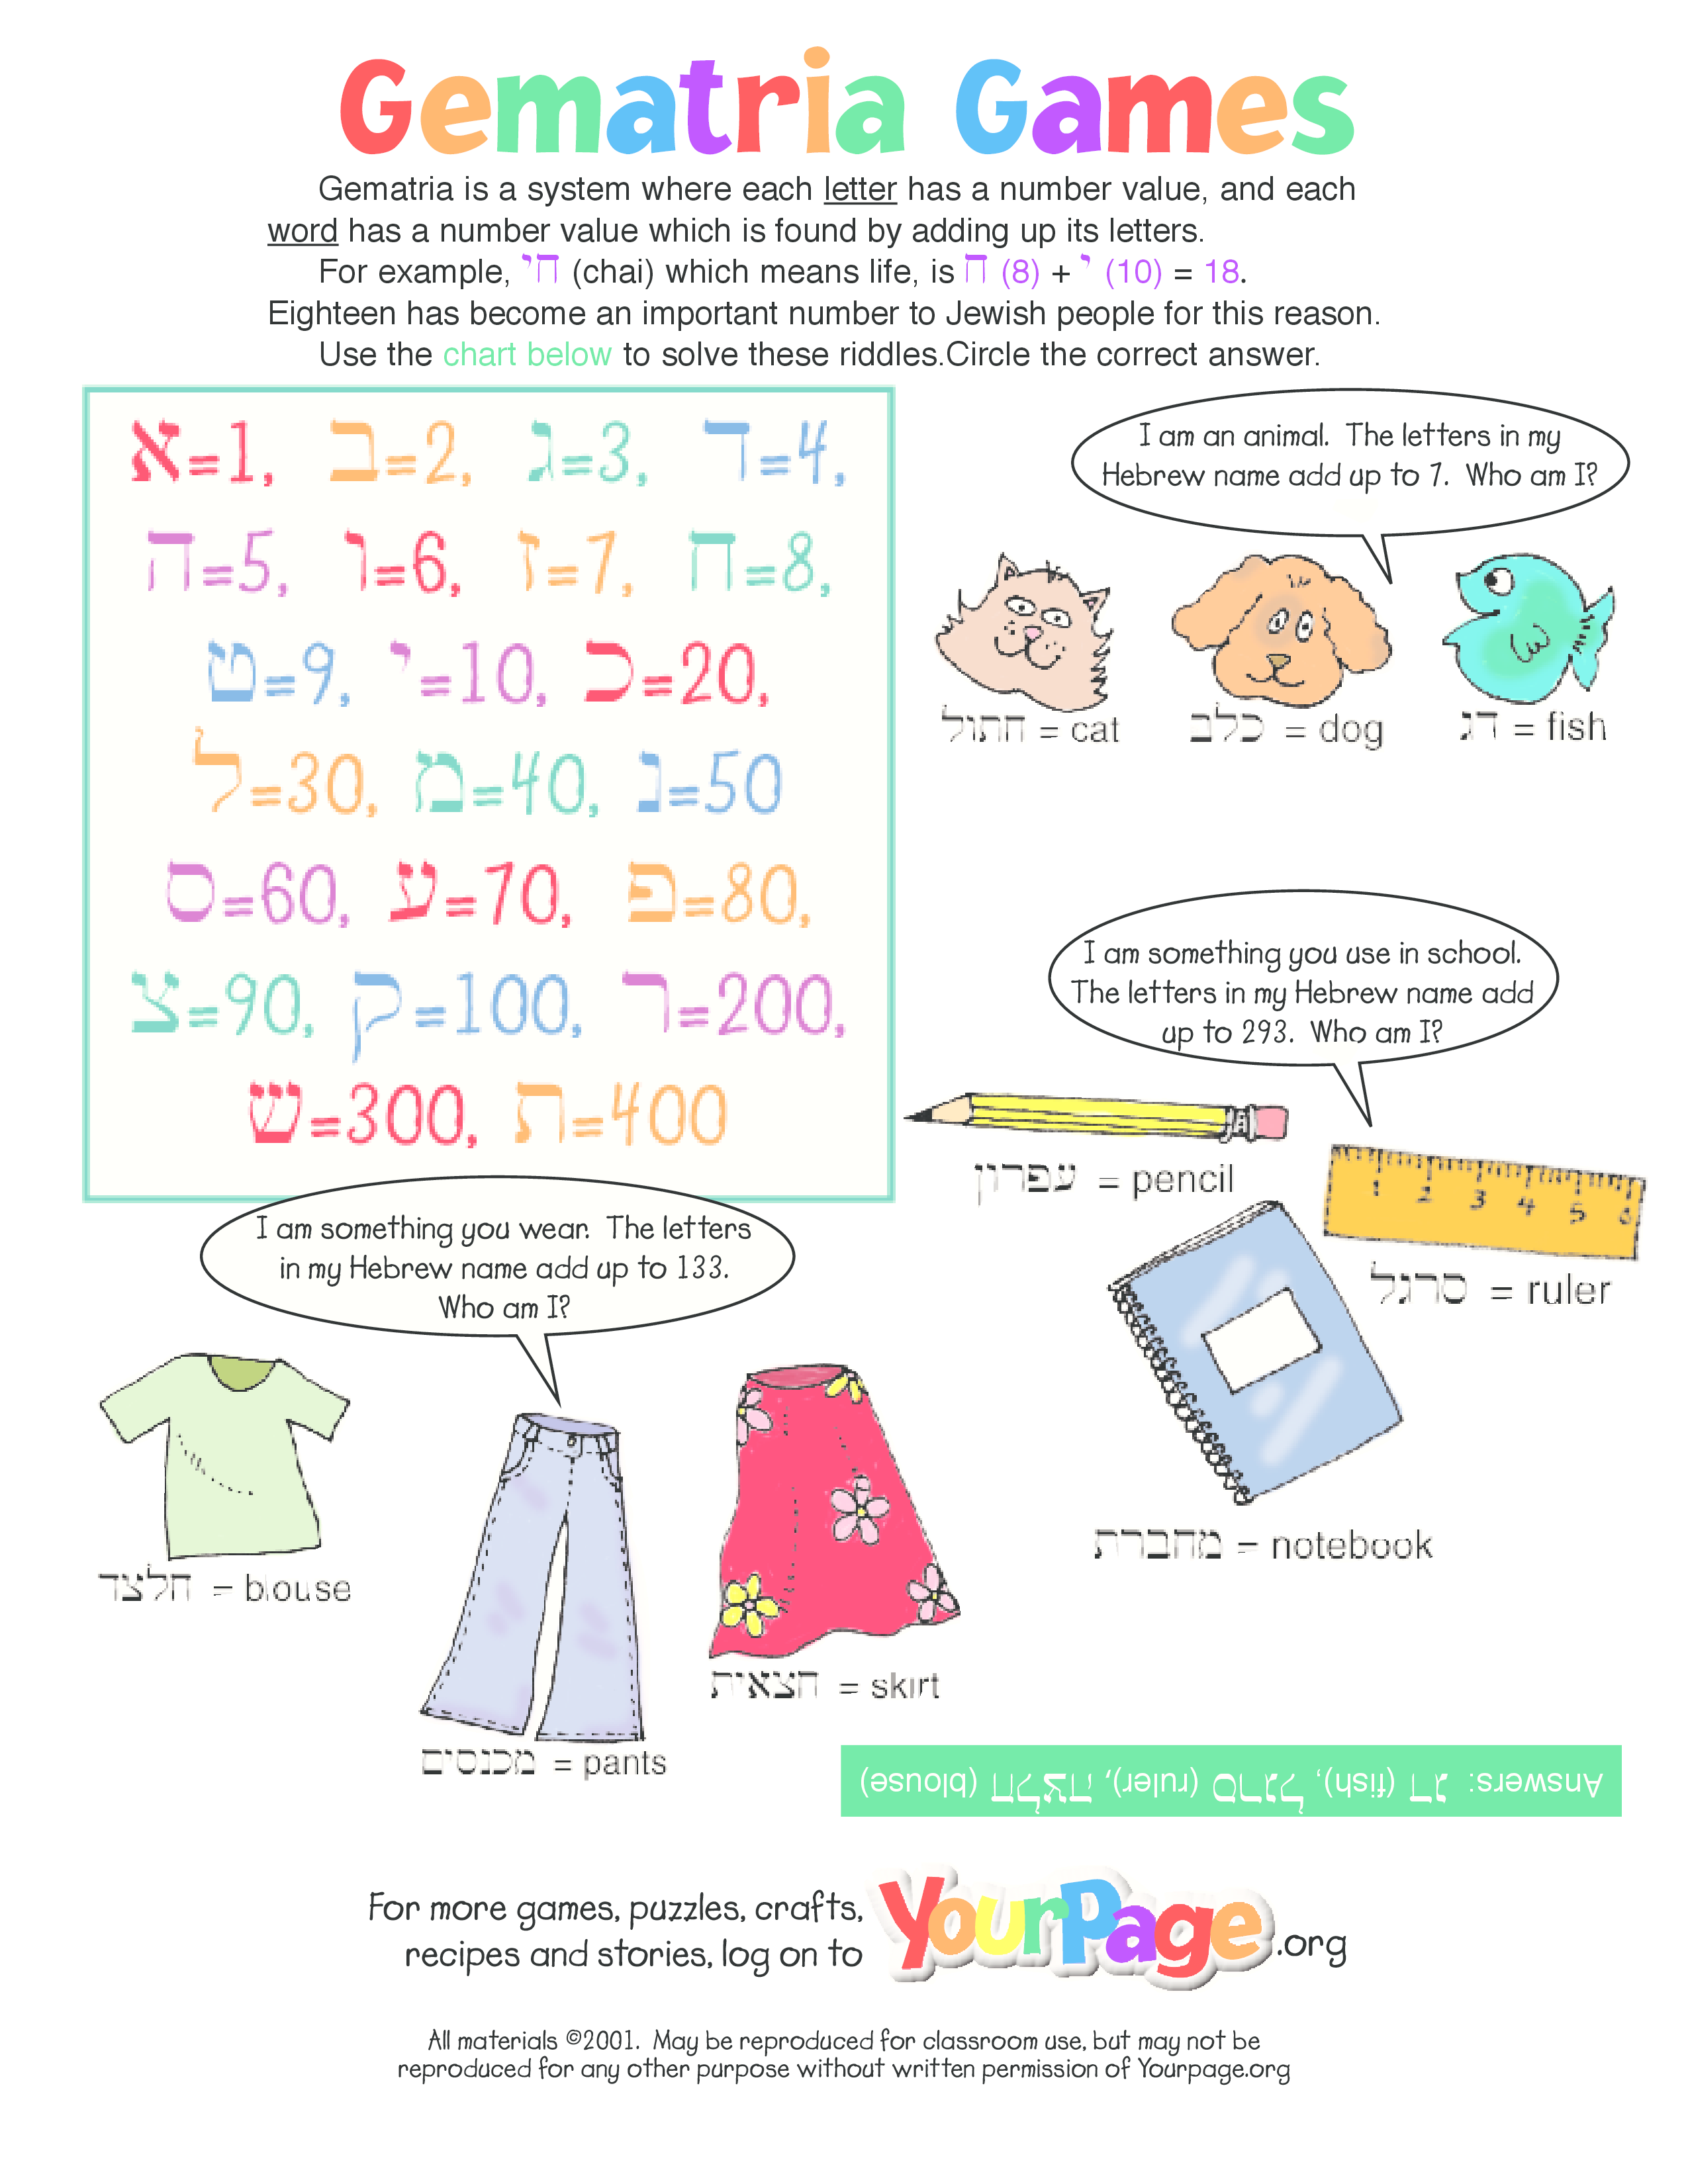 Gematria Games
Gematria is a system where each letter has a number value, and each
word has a number value which is found by adding up its letters.
For example, חי (chai) which means life, is ח (8) + י (10) = 18.
Eighteen has become an important number to Jewish people for this reason.
Use the chart below to solve these riddles.Circle the correct answer.
א=1, ב=2, ג=3, ד=4,
ה=5, ו=6, ז=7, ח=8,
ט=9, י=10, כ=20,
ל=30, מ=40, נ=50
ס=60, ע=70, פ=80,
צ=90, ק=100, ר=200,
ש=300, ת=400
I am an animal. The letters in my
Hebrew name add up to 7. Who am I?
חתול = cat
כלב = dog
דג = fish
I am something you use in school.
The letters in my Hebrew name add
up to 293. Who am I?
עפרון = pencil
1 2 3 4 5 6
סרגל = ruler
מחברת = notebook
I am something you wear. The letters
in my Hebrew name add up to 133.
Who am I?
חלצד = blouse
מכנסים = pants
חצאית = skirt
Answers: דג (fish), סרגל (ruler), חלצה (blouse)
For more games, puzzles, crafts,
recipes and stories, log on to
YourPage.org
All materials ©2001. May be reproduced for classroom use, but may not be
reproduced for any other purpose without written permission of Yourpage.org